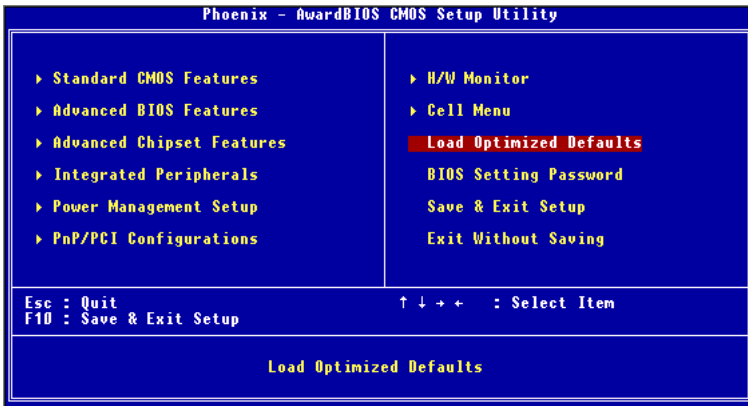 Phoenix - AwardBIOS CMOS Setup Utility
▸ Standard CMOS Features
▸ Advanced BIOS Features
▸ Advanced Chipset Features
▸ Integrated Peripherals
▸ Power Management Setup
▸ PnP/PCI Configurations
▸ H/W Monitor
▸ Cell Menu
Load Optimized Defaults
BIOS Setting Password
Save & Exit Setup
Exit Without Saving
Esc : Quit
F10 : Save & Exit Setup
↑ ↓ → ← : Select Item
Load Optimized Defaults